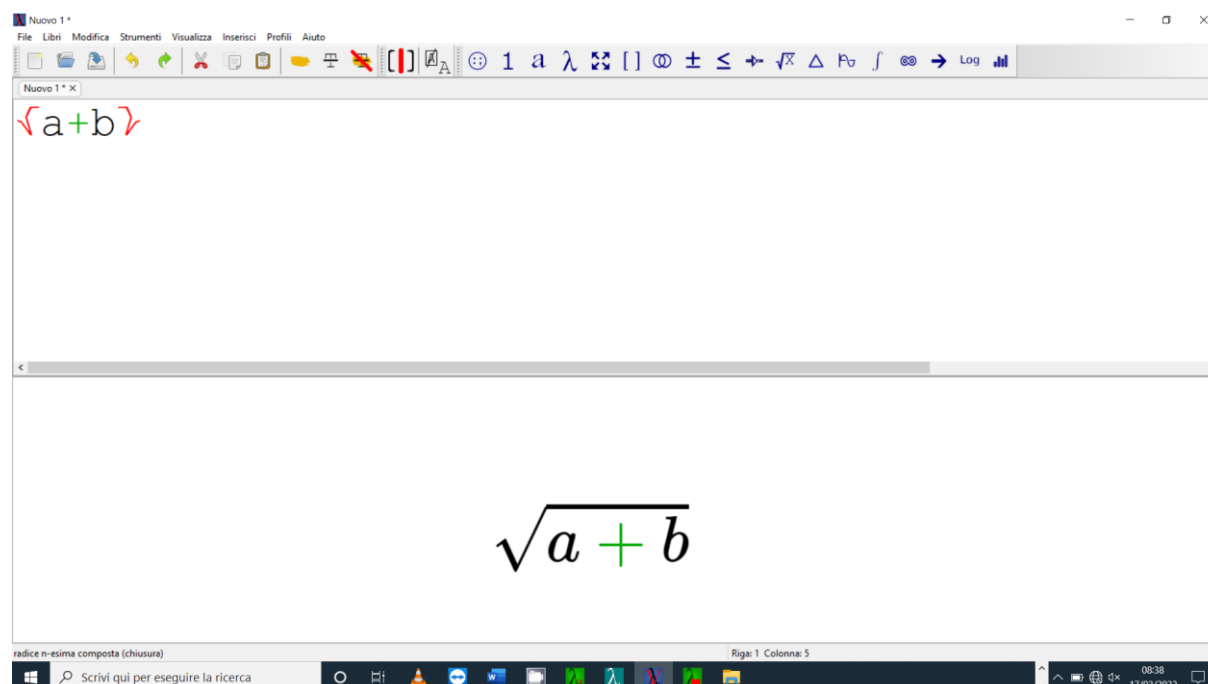 Nuovo 1 *
File Libri Modifica Strumenti Visualizza Inserisci Profili Aiuto
1 a λ [ ] ± ≤ √x △ ∫ → Log
Nuovo 1 * ×
√a+b
√a + b
radice n-esima composta (chiusura) Riga: 1 Colonna: 5
Scrivi qui per eseguire la ricerca 08:38